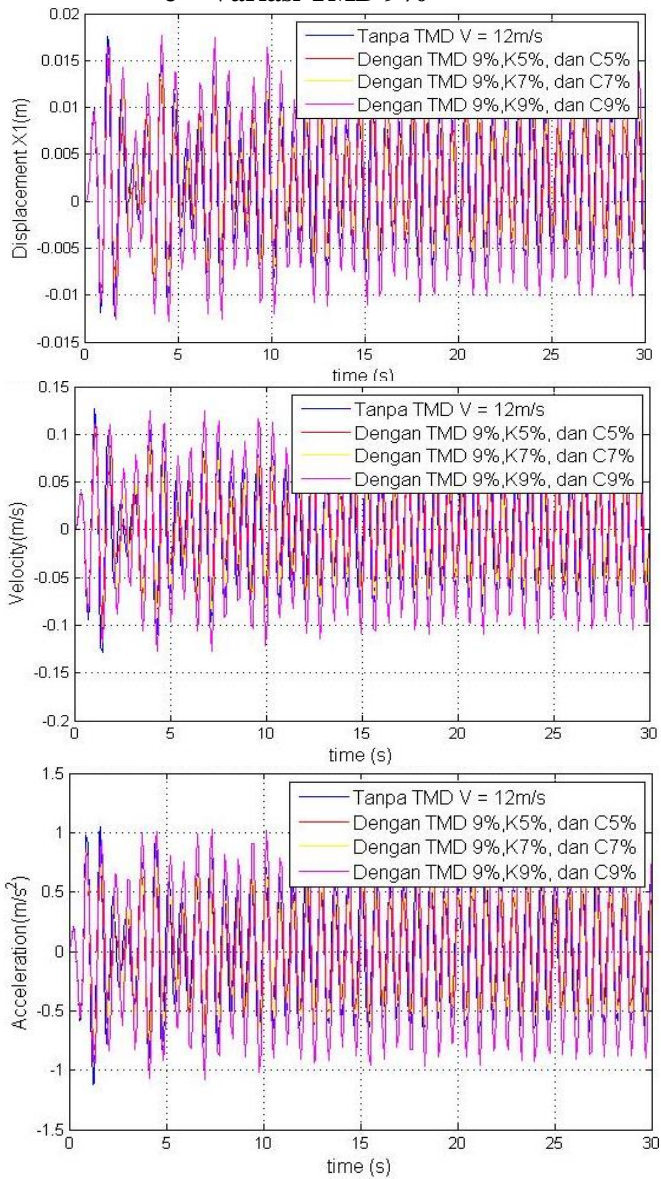 Variasi TMD 9%
0.02
0.015
0.01
0.005
0
-0.005
-0.01
-0.015
Displacement X1(m)
Tanpa TMD V = 12m/s
Dengan TMD 9%,K5%, dan C5%
Dengan TMD 9%,K7%, dan C7%
Dengan TMD 9%,K9%, dan C9%
0 5 10 15 20 25 30
time (s)
0.15
0.1
0.05
0
-0.05
-0.1
-0.15
-0.2
Velocity(m/s)
Tanpa TMD V = 12m/s
Dengan TMD 9%,K5%, dan C5%
Dengan TMD 9%,K7%, dan C7%
Dengan TMD 9%,K9%, dan C9%
0 5 10 15 20 25 30
time (s)
1.5
1
0.5
0
-0.5
-1
-1.5
Acceleration(m/s²)
Tanpa TMD V = 12m/s
Dengan TMD 9%,K5%, dan C5%
Dengan TMD 9%,K7%, dan C7%
Dengan TMD 9%,K9%, dan C9%
0 5 10 15 20 25 30
time (s)